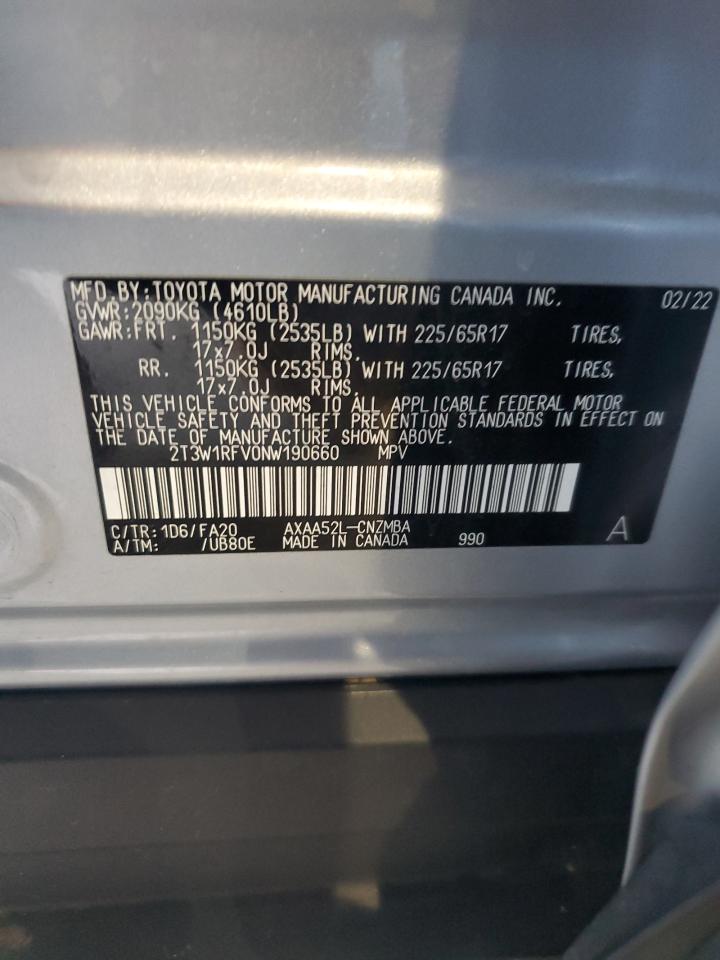 MFD.BY:TOYOTA MOTOR MANUFACTURING CANADA INC. 02/22
GVWR:2090KG (4610LB)
GAWR:FRT. 1150KG (2535LB) WITH 225/65R17 TIRES,
17x7.0J RIMS.
RR. 1150KG (2535LB) WITH 225/65R17 TIRES,
17x7.0J RIMS.
THIS VEHICLE CONFORMS TO ALL APPLICABLE FEDERAL MOTOR
VEHICLE SAFETY AND THEFT PREVENTION STANDARDS IN EFFECT ON
THE DATE OF MANUFACTURE SHOWN ABOVE.
2T3W1RFV0NW190660 MPV
C/TR:1D6/FA20 AXAA52L-CNZMBA
A/TM: /UB80E MADE IN CANADA 990 A